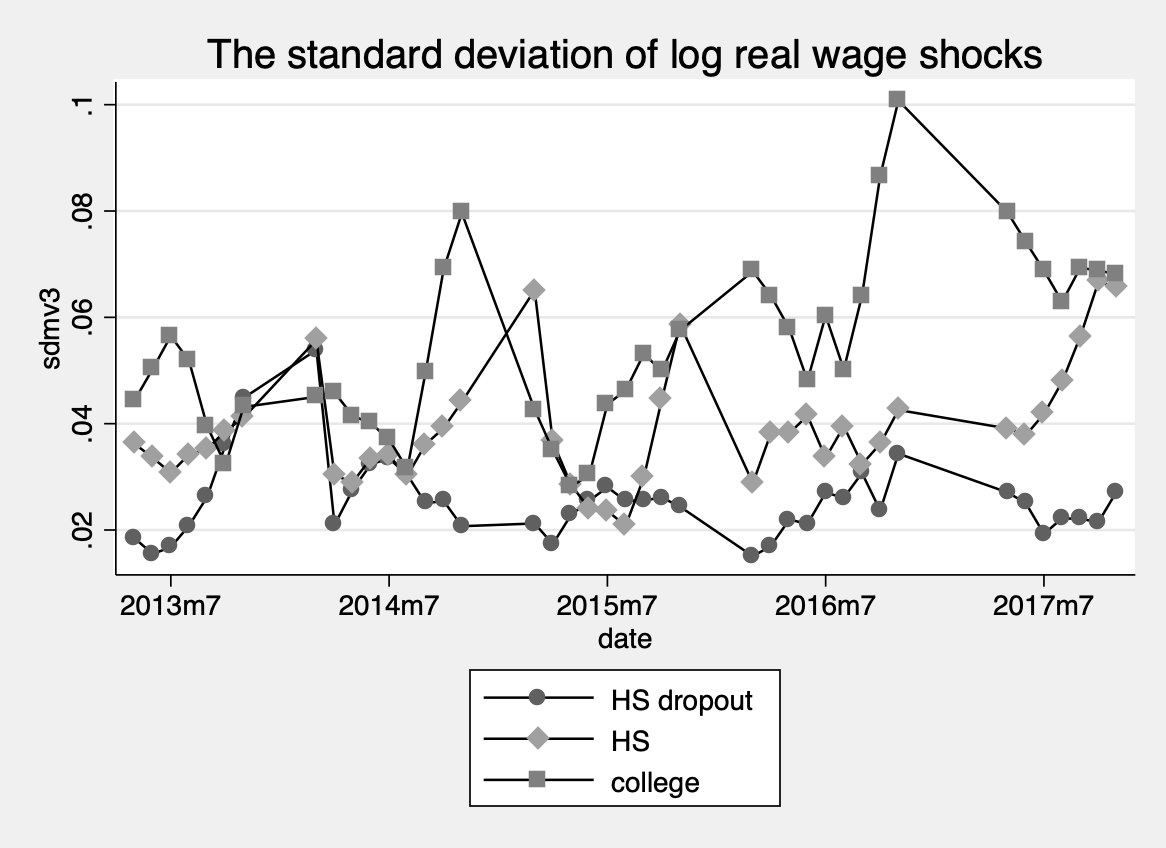 The standard deviation of log real wage shocks
.1
.08
.06
.04
.02
sdmv3
2013m7 2014m7 2015m7 2016m7 2017m7
date
HS dropout
HS
college